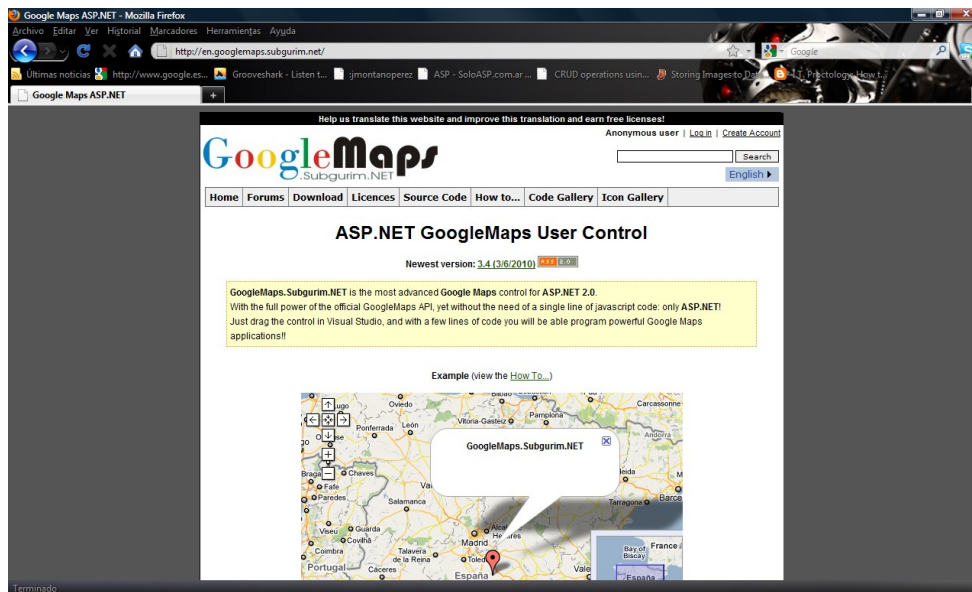 Google Maps ASP.NET - Mozilla Firefox
Archivo Editar Ver Historial Marcadores Herramientas Ayuda
http://en.googlemaps.subgurim.net/
Google
Últimas noticias http://www.google.es... Grooveshark - Listen t... :jmontanoperez ASP - SoloASP.com.ar ... CRUD operations usin... Storing Images to Dat... I.T. Proctology: How t...
Google Maps ASP.NET
Help us translate this website and improve this translation and earn free licenses!
Anonymous user | Log in | Create Account
GoogleMaps
.Subgurim.NET
Search
English
Home Forums Download Licences Source Code How to... Code Gallery Icon Gallery
ASP.NET GoogleMaps User Control
Newest version: 3.4 (3/6/2010) RSS 2.0
GoogleMaps.Subgurim.NET is the most advanced Google Maps control for ASP.NET 2.0.
With the full power of the official GoogleMaps API, yet without the need of a single line of javascript code: only ASP.NET!
Just drag the control in Visual Studio, and with a few lines of code you will be able program powerful Google Maps
applications!!
Example (view the How To...)
Oviedo Bilbao Carcassonne
Lugo
Ponferrada León Vitoria-Gasteiz Pamplona
Andorra
GoogleMaps.Subgurim.NET
Braga Chaves
Fafe
Paredes Salamanca Tarragona Barce
Viseu Guarda
Covilhã Madrid
Coimbra Talavera
de la Reina Toled
Bay of
Biscay France
Portugal Cáceres España Vale España
Terminado